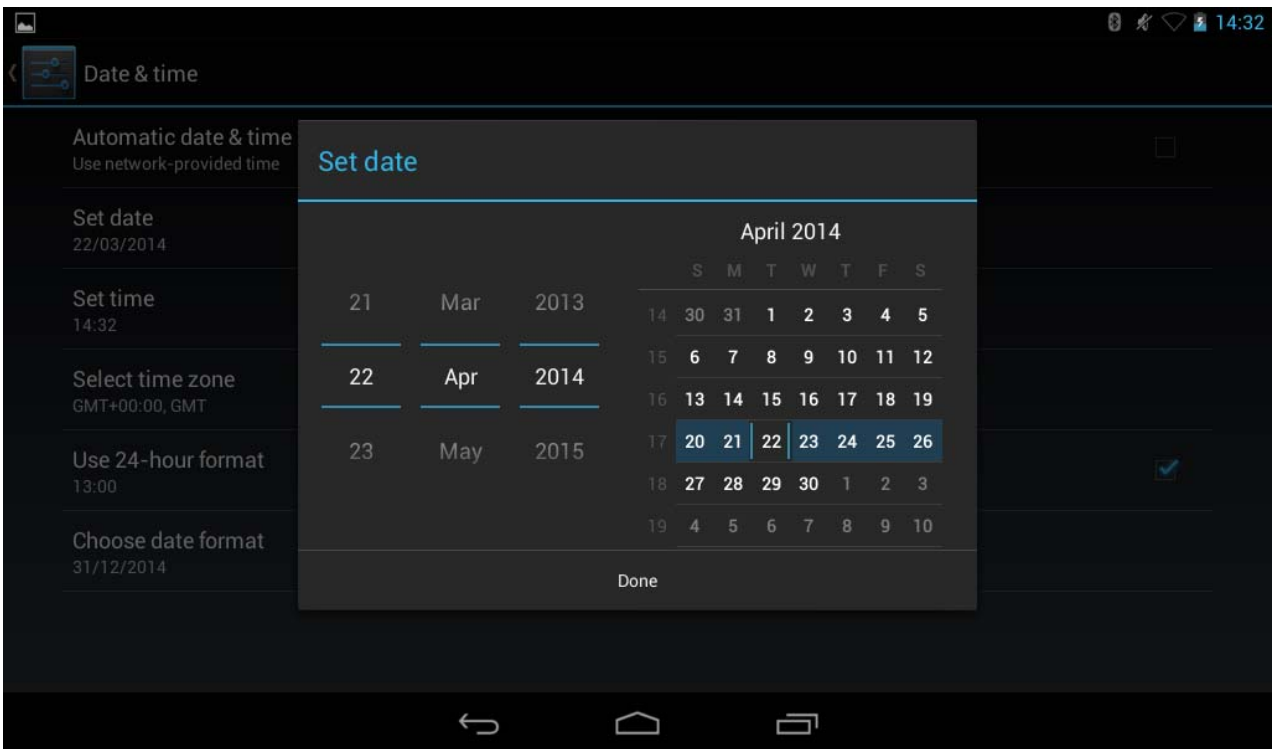 14:32
Date & time
Automatic date & time
Use network-provided time
Set date
22/03/2014
Set time
14:32
Select time zone
GMT+00:00, GMT
Use 24-hour format
13:00
Choose date format
31/12/2014
Set date
21 Mar 2013
22 Apr 2014
23 May 2015
April 2014
S M T W T F S
14 30 31 1 2 3 4 5
15 6 7 8 9 10 11 12
16 13 14 15 16 17 18 19
17 20 21 22 23 24 25 26
18 27 28 29 30 1 2 3
19 4 5 6 7 8 9 10
Done